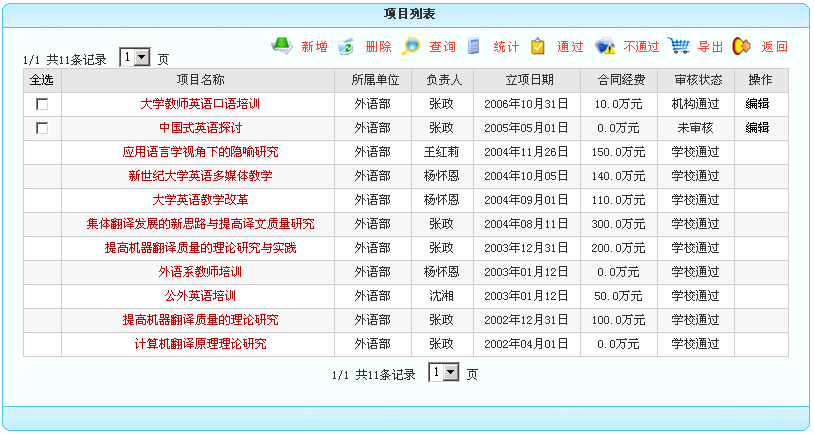 项目列表
1/1 共11条记录 1 页 新增 删除 查询 统计 通过 不通过 导出 返回
全选 项目名称 所属单位 负责人 立项日期 合同经费 审核状态 操作
大学教师英语口语培训 外语部 张政 2006年10月31日 10.0万元 机构通过 编辑
中国式英语探讨 外语部 张政 2005年05月01日 0.0万元 未审核 编辑
应用语言学视角下的隐喻研究 外语部 王红莉 2004年11月26日 150.0万元 学校通过
新世纪大学英语多媒体教学 外语部 杨怀恩 2004年10月05日 140.0万元 学校通过
大学英语教学改革 外语部 杨怀恩 2004年09月01日 110.0万元 学校通过
集体翻译发展的新思路与提高译文质量研究 外语部 张政 2004年08月11日 300.0万元 学校通过
提高机器翻译质量的理论研究与实践 外语部 张政 2003年12月31日 200.0万元 学校通过
外语系教师培训 外语部 杨怀恩 2003年01月12日 0.0万元 学校通过
公外英语培训 外语部 沈湘 2003年01月12日 50.0万元 学校通过
提高机器翻译质量的理论研究 外语部 张政 2002年12月31日 100.0万元 学校通过
计算机翻译原理理论研究 外语部 张政 2002年04月01日 0.0万元 学校通过
1/1 共11条记录 1 页